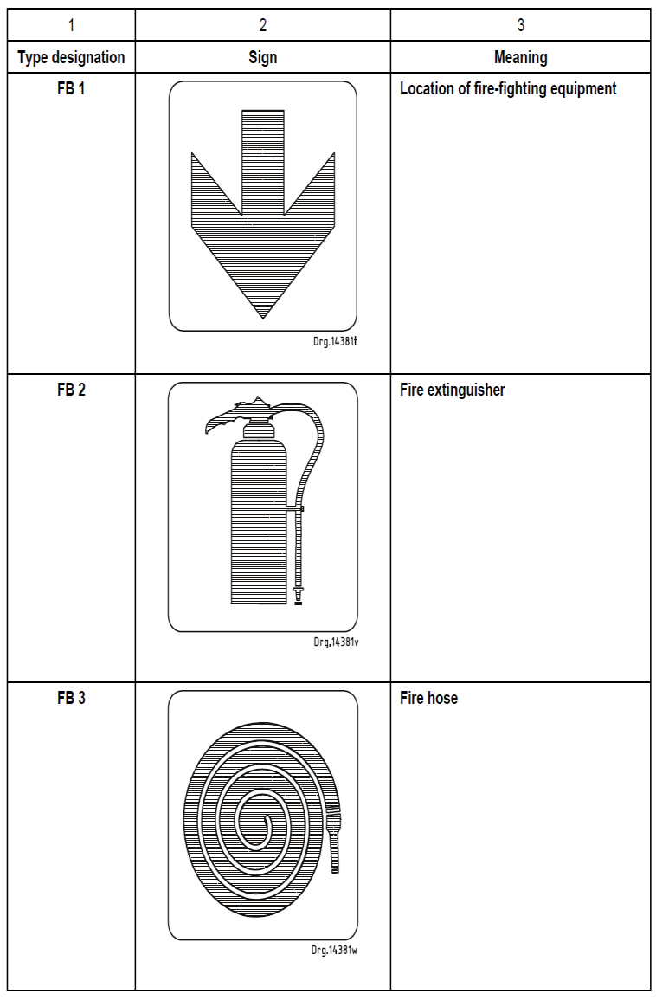 1 2 3
Type designation Sign Meaning
FB 1 Location of fire-fighting equipment
Drg.14381t
FB 2 Fire extinguisher
Drg.14381v
FB 3 Fire hose
Drg.14381w